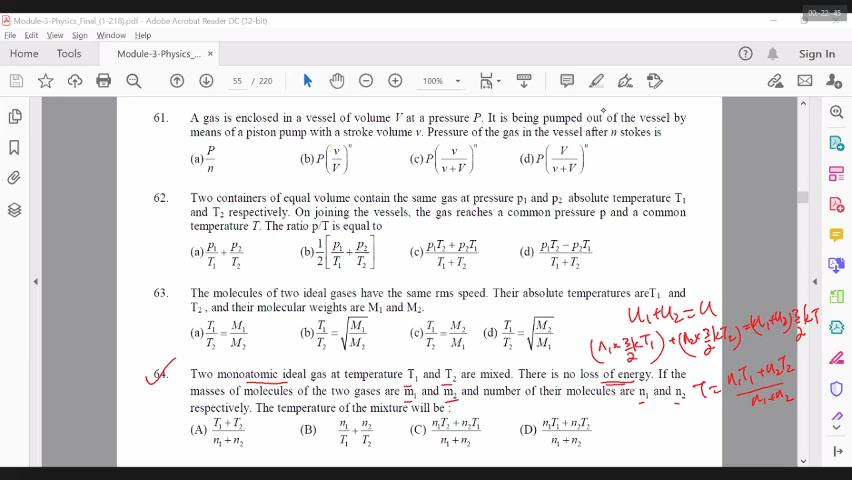 00:-22:-45
Module-3-Physics_Final_(1-218).pdf - Adobe Acrobat Reader DC (32-bit)
File Edit View Sign Window Help
Home Tools Module-3-Physics_... × Sign In
55 / 220 100%
61. A gas is enclosed in a vessel of volume V at a pressure P. It is being pumped out of the vessel by
means of a piston pump with a stroke volume v. Pressure of the gas in the vessel after n stokes is
(a) P/n (b) P(v/V)^n (c) P(v/(v+V))^n (d) P(V/(v+V))^n
62. Two containers of equal volume contain the same gas at pressure p₁ and p₂ absolute temperature T₁
and T₂ respectively. On joining the vessels, the gas reaches a common pressure p and a common
temperature T. The ratio p/T is equal to
(a) p₁/T₁ + p₂/T₂ (b) 1/2[p₁/T₁ + p₂/T₂] (c) (p₁T₂ + p₂T₁)/(T₁ + T₂) (d) (p₁T₂ − p₂T₁)/(T₁ + T₂)
63. The molecules of two ideal gases have the same rms speed. Their absolute temperatures areT₁ and
T₂ , and their molecular weights are M₁ and M₂.
u₁+u₂=u
(a) T₁/T₂ = M₁/M₂ (b) T₁/T₂ = √(M₁/M₂) (c) T₁/T₂ = M₂/M₁ (d) T₁/T₂ = √(M₂/M₁)
(n₁×3/2kT₁)+(n₂×3/2kT₂)=(n₁+n₂)3/2kT
64. Two monoatomic ideal gas at temperature T₁ and T₂ are mixed. There is no loss of energy. If the
masses of molecules of the two gases are m₁ and m₂ and number of their molecules are n₁ and n₂
T= (n₁T₁+n₂T₂)/(n₁+n₂)
respectively. The temperature of the mixture will be :
(A) (T₁+T₂)/(n₁+n₂) (B) n₁/T₁ + n₂/T₂ (C) (n₁T₂+n₂T₁)/(n₁+n₂) (D) (n₁T₁+n₂T₂)/(n₁+n₂)